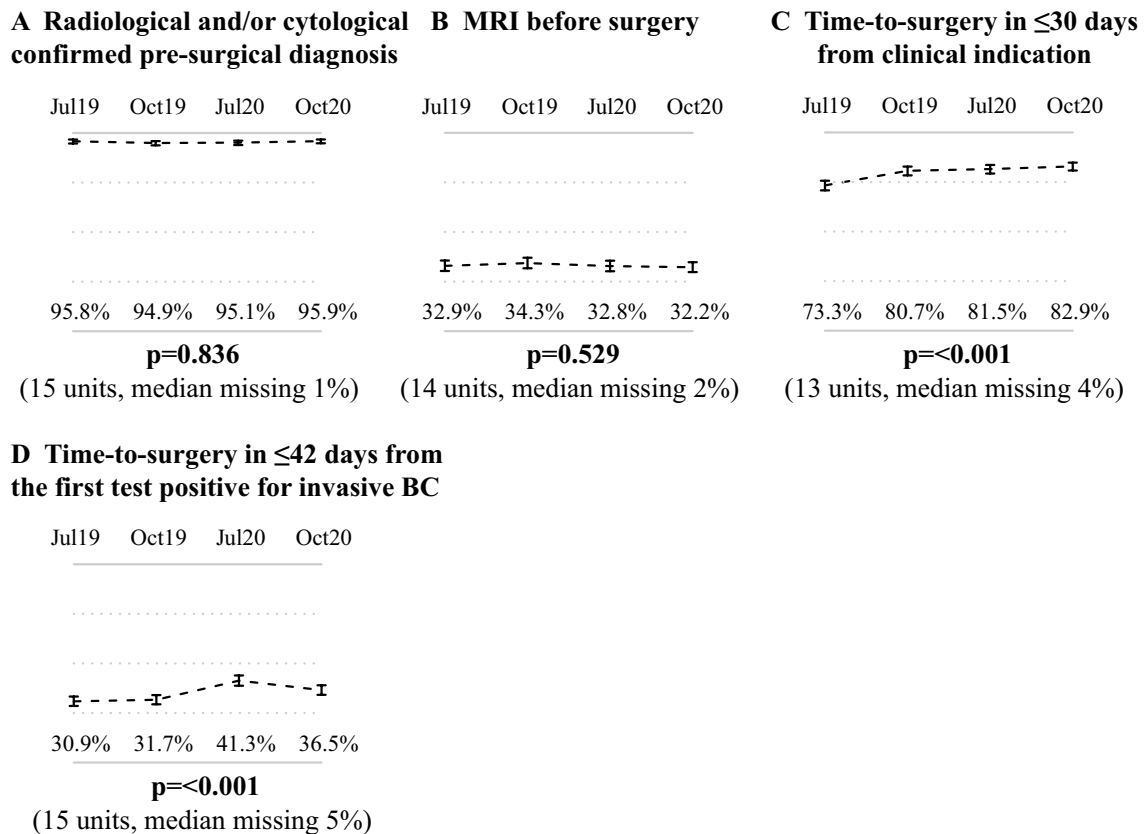 A Radiological and/or cytological
confirmed pre-surgical diagnosis
Jul19 Oct19 Jul20 Oct20
95.8% 94.9% 95.1% 95.9%
p=0.836
(15 units, median missing 1%)
B MRI before surgery
Jul19 Oct19 Jul20 Oct20
32.9% 34.3% 32.8% 32.2%
p=0.529
(14 units, median missing 2%)
C Time-to-surgery in ≤30 days
from clinical indication
Jul19 Oct19 Jul20 Oct20
73.3% 80.7% 81.5% 82.9%
p=<0.001
(13 units, median missing 4%)
D Time-to-surgery in ≤42 days from
the first test positive for invasive BC
Jul19 Oct19 Jul20 Oct20
30.9% 31.7% 41.3% 36.5%
p=<0.001
(15 units, median missing 5%)